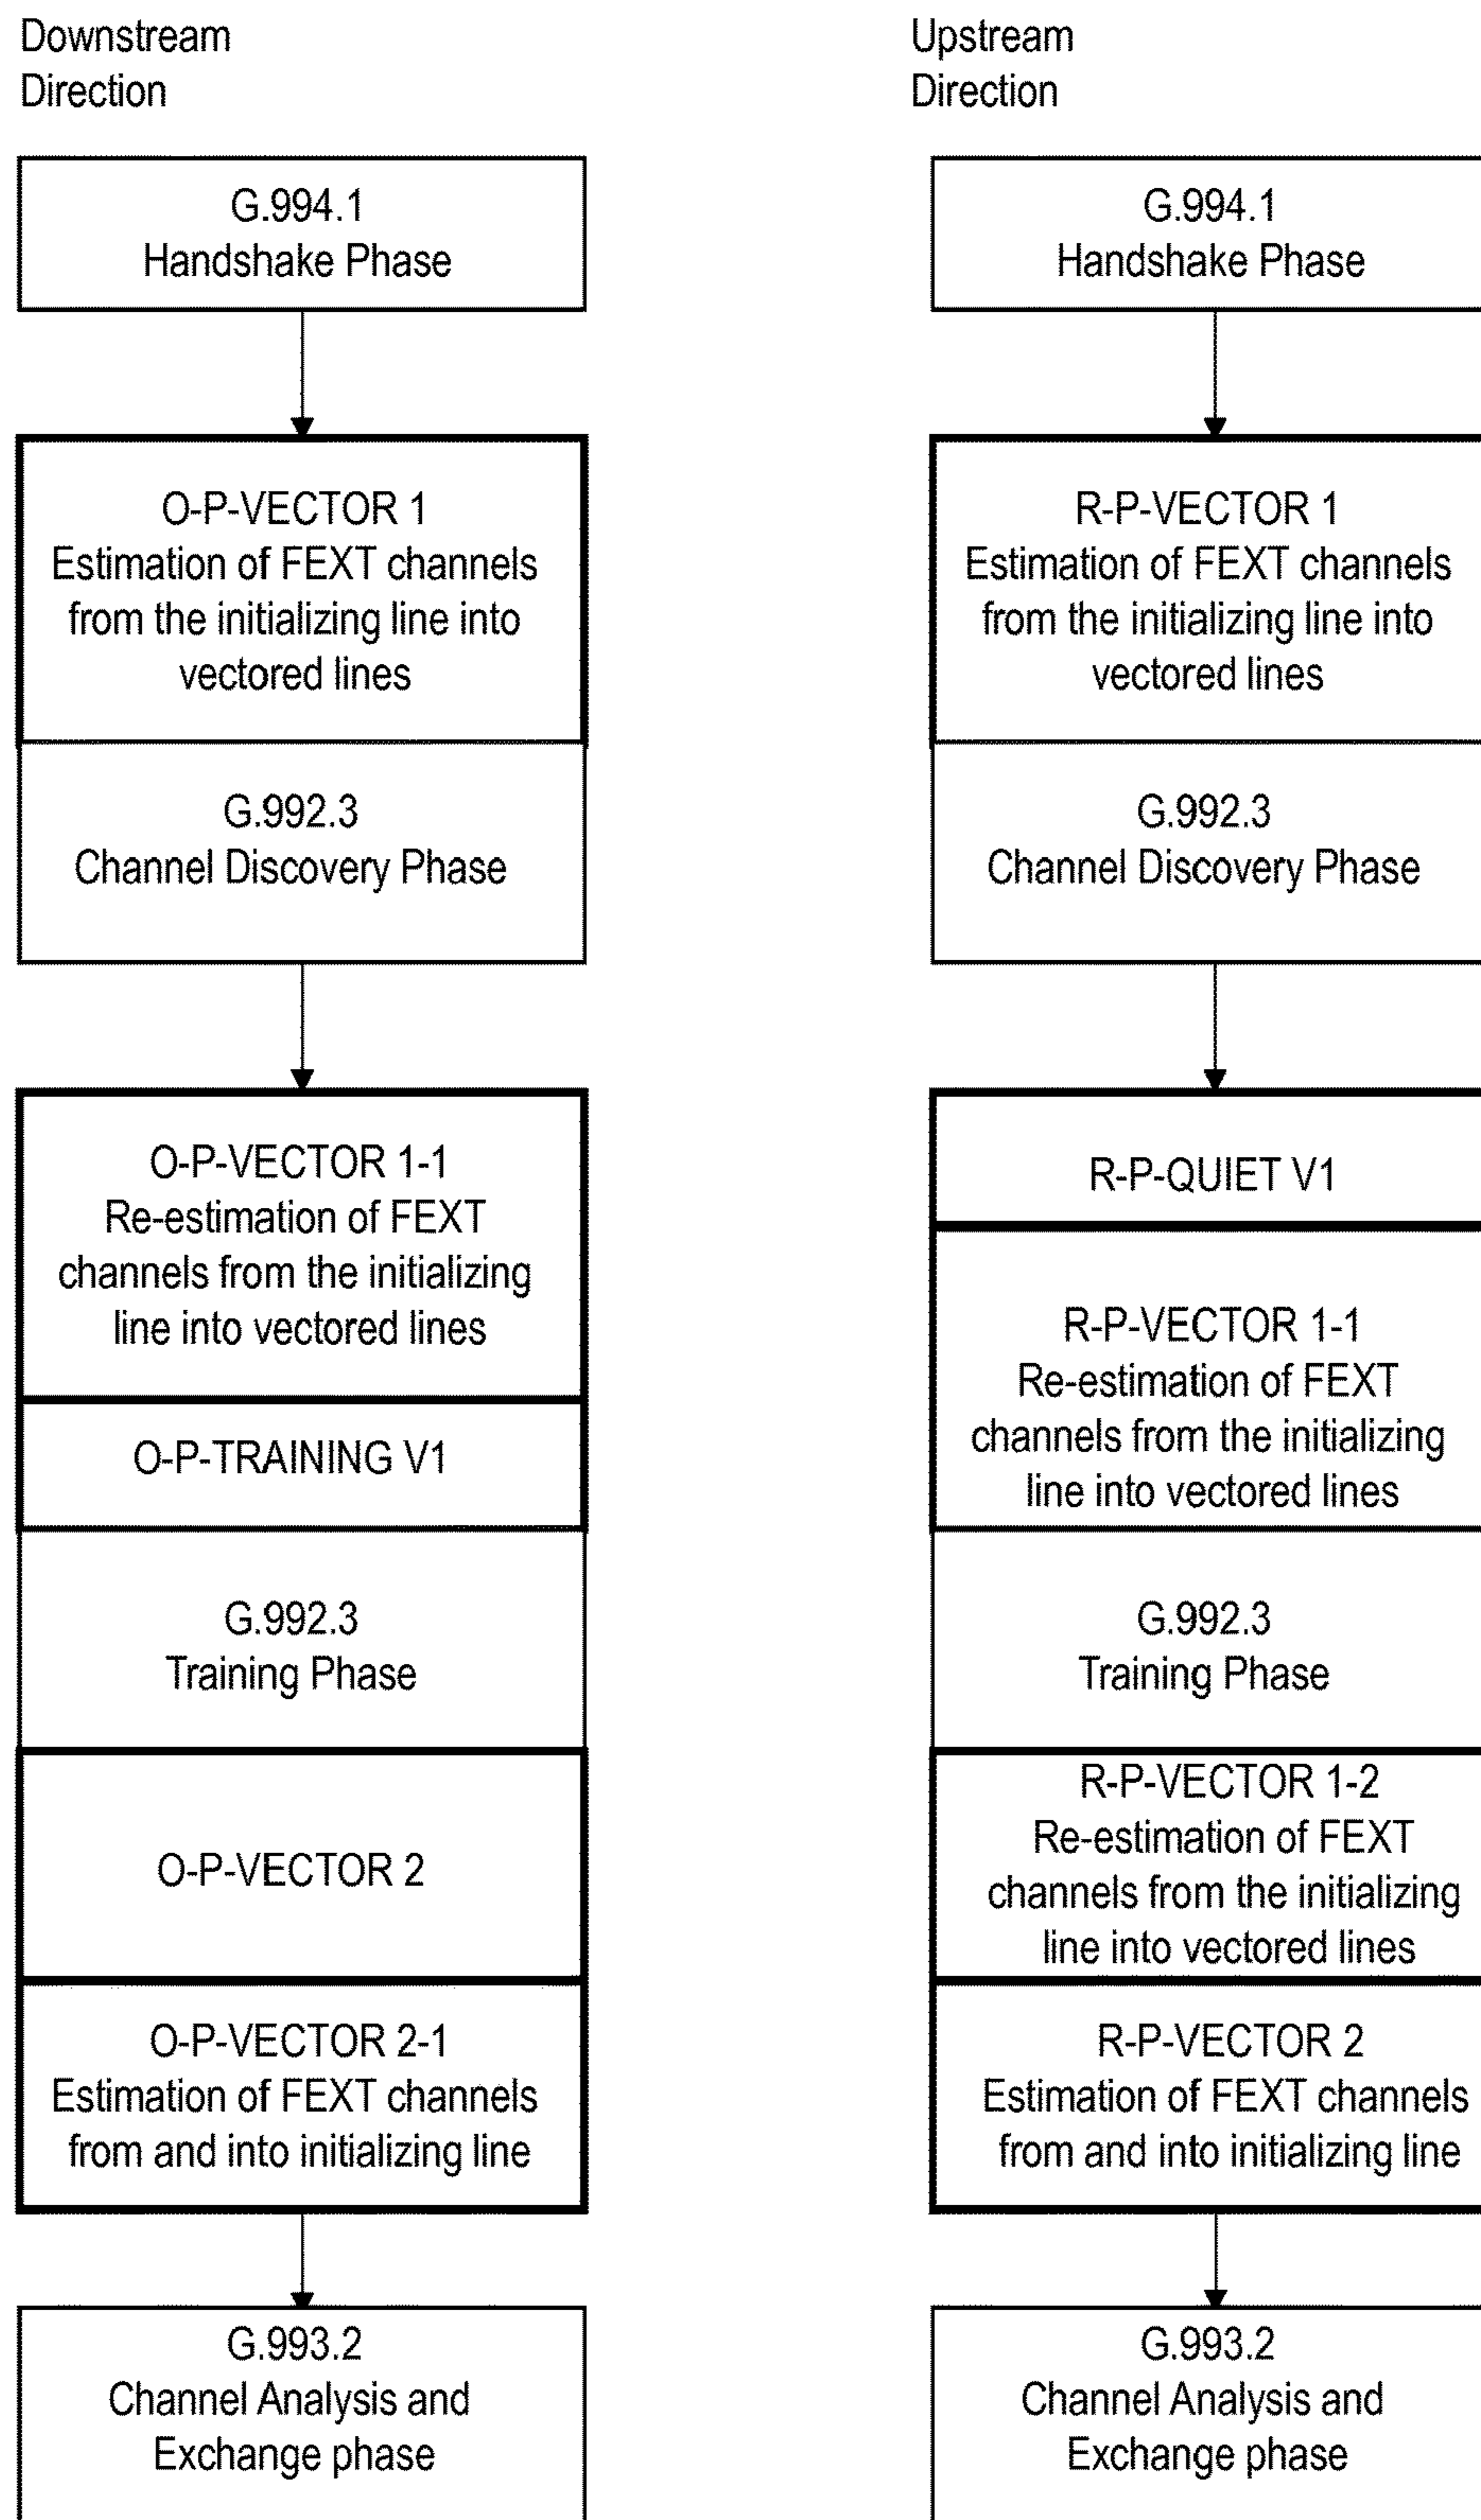 Downstream
Direction
G.994.1
Handshake Phase
O-P-VECTOR 1
Estimation of FEXT channels
from the initializing line into
vectored lines
G.992.3
Channel Discovery Phase
O-P-VECTOR 1-1
Re-estimation of FEXT
channels from the initializing
line into vectored lines
O-P-TRAINING V1
G.992.3
Training Phase
O-P-VECTOR 2
O-P-VECTOR 2-1
Estimation of FEXT channels
from and into initializing line
G.993.2
Channel Analysis and
Exchange phase
Upstream
Direction
G.994.1
Handshake Phase
R-P-VECTOR 1
Estimation of FEXT channels
from the initializing line into
vectored lines
G.992.3
Channel Discovery Phase
R-P-QUIET V1
R-P-VECTOR 1-1
Re-estimation of FEXT
channels from the initializing
line into vectored lines
G.992.3
Training Phase
R-P-VECTOR 1-2
Re-estimation of FEXT
channels from the initializing
line into vectored lines
R-P-VECTOR 2
Estimation of FEXT channels
from and into initializing line
G.993.2
Channel Analysis and
Exchange phase